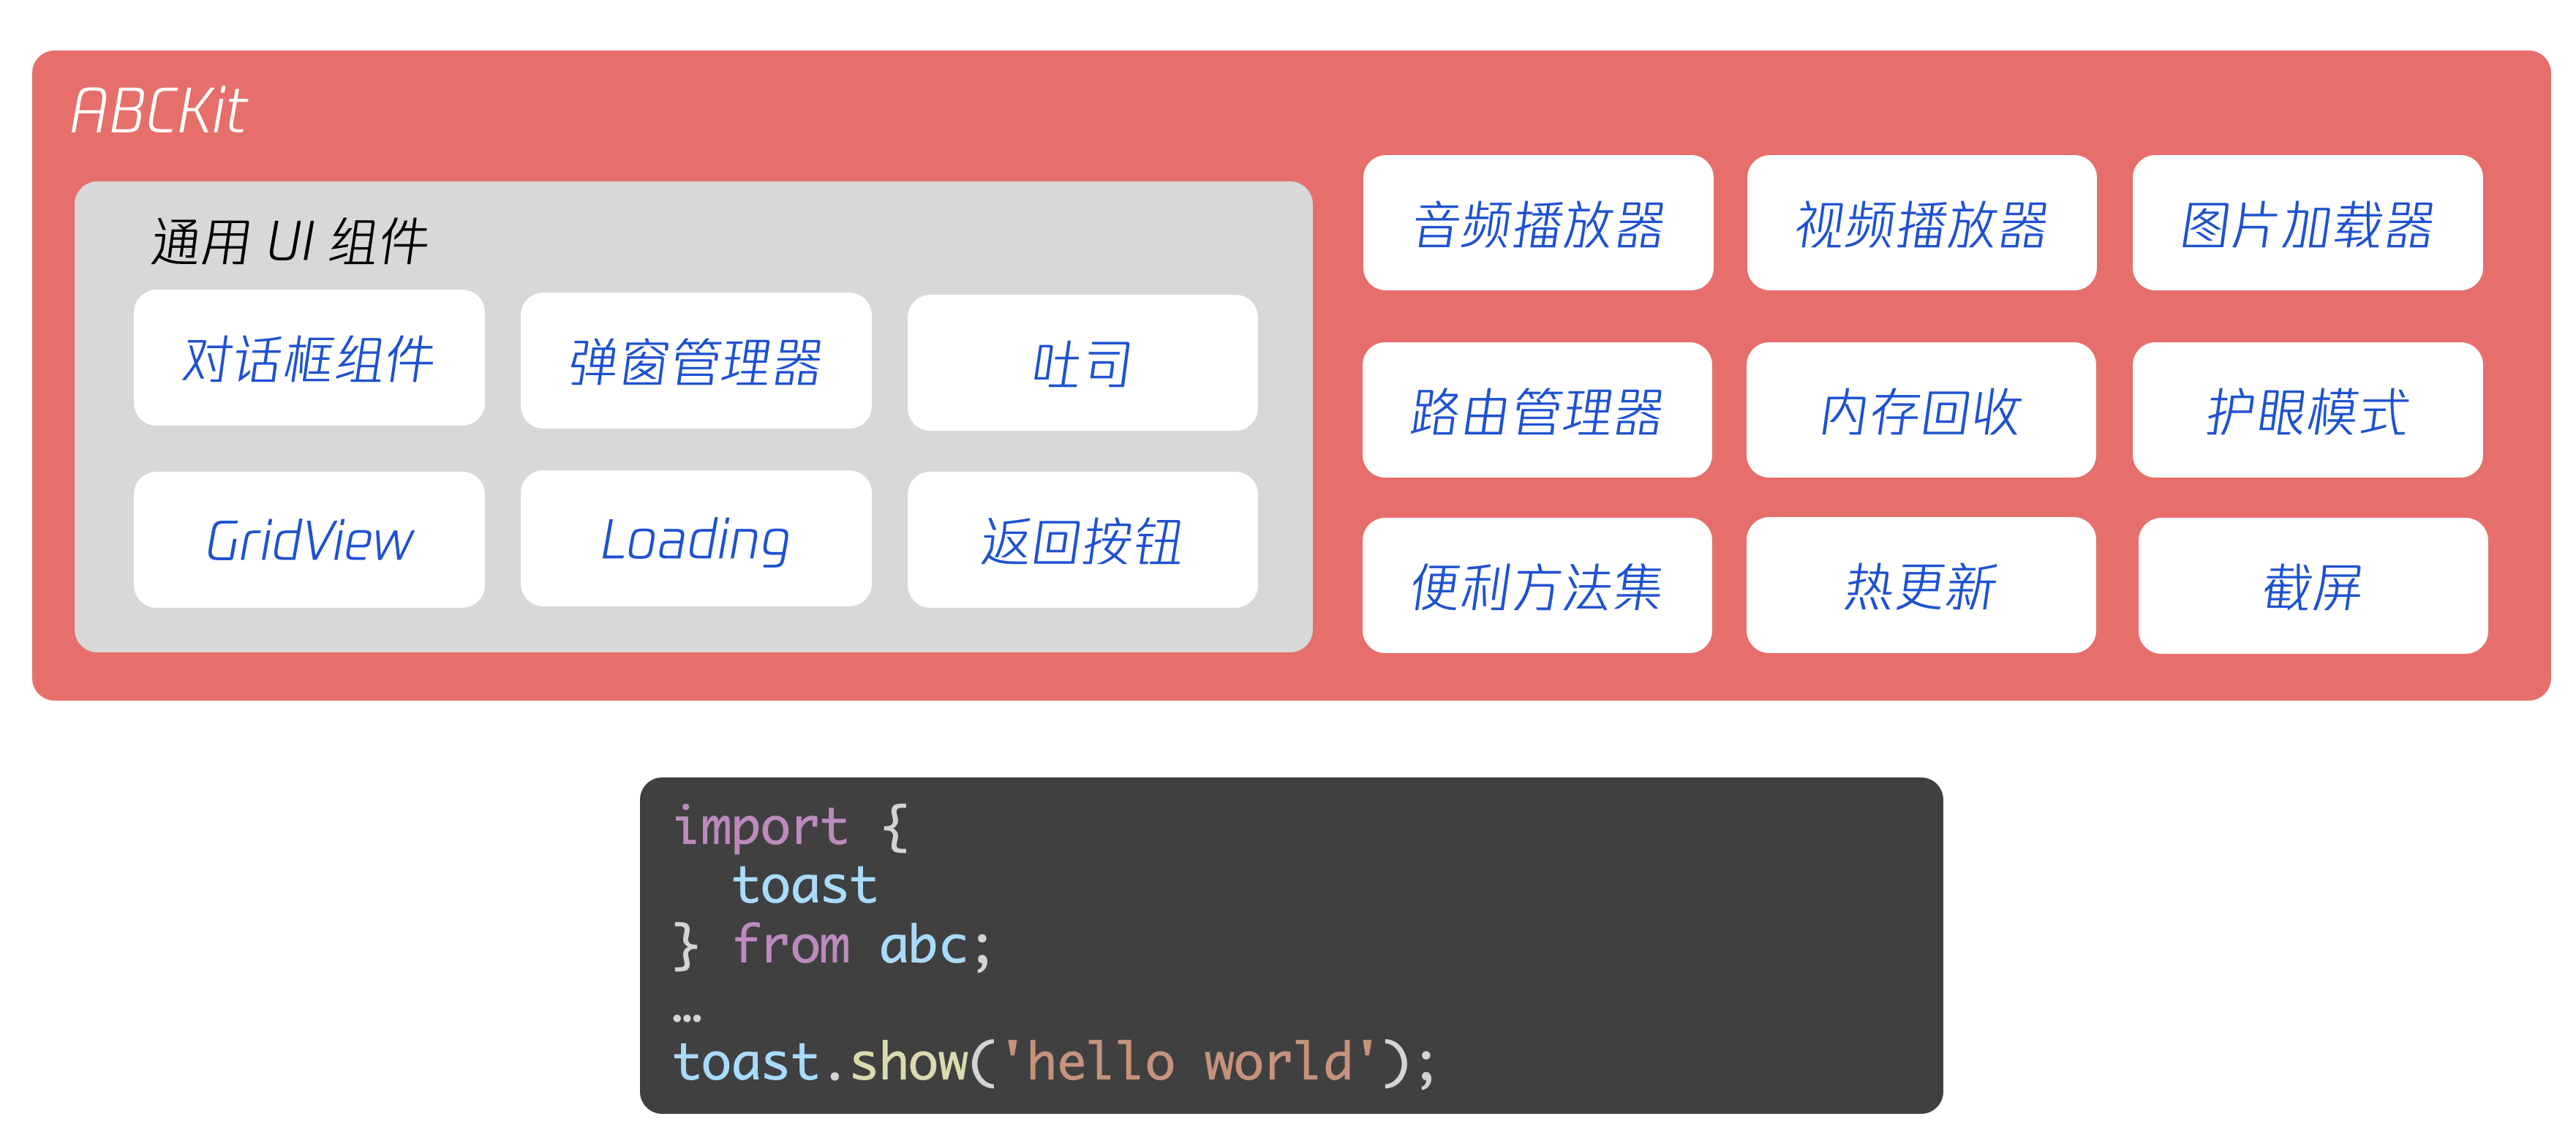 ABCKit
通用 UI 组件
对话框组件
弹窗管理器
吐司
GridView
Loading
返回按钮
音频播放器
视频播放器
图片加载器
路由管理器
内存回收
护眼模式
便利方法集
热更新
截屏
import {
  toast
} from abc;
…
toast.show('hello world');